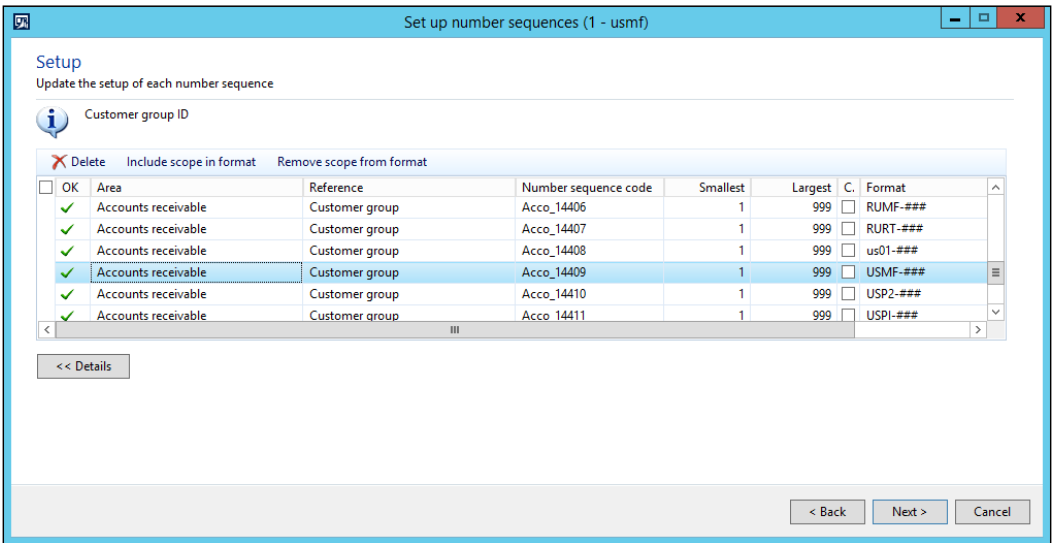 Set up number sequences (1 - usmf)
Setup
Update the setup of each number sequence
Customer group ID
Delete Include scope in format Remove scope from format
OK Area Reference Number sequence code Smallest Largest C. Format
Accounts receivable Customer group Acco_14406 1 999 RUMF-###
Accounts receivable Customer group Acco_14407 1 999 RURT-###
Accounts receivable Customer group Acco_14408 1 999 us01-###
Accounts receivable Customer group Acco_14409 1 999 USMF-###
Accounts receivable Customer group Acco_14410 1 999 USP2-###
Accounts receivable Customer group Acco_14411 1 999 USPI-###
<< Details
< Back Next > Cancel